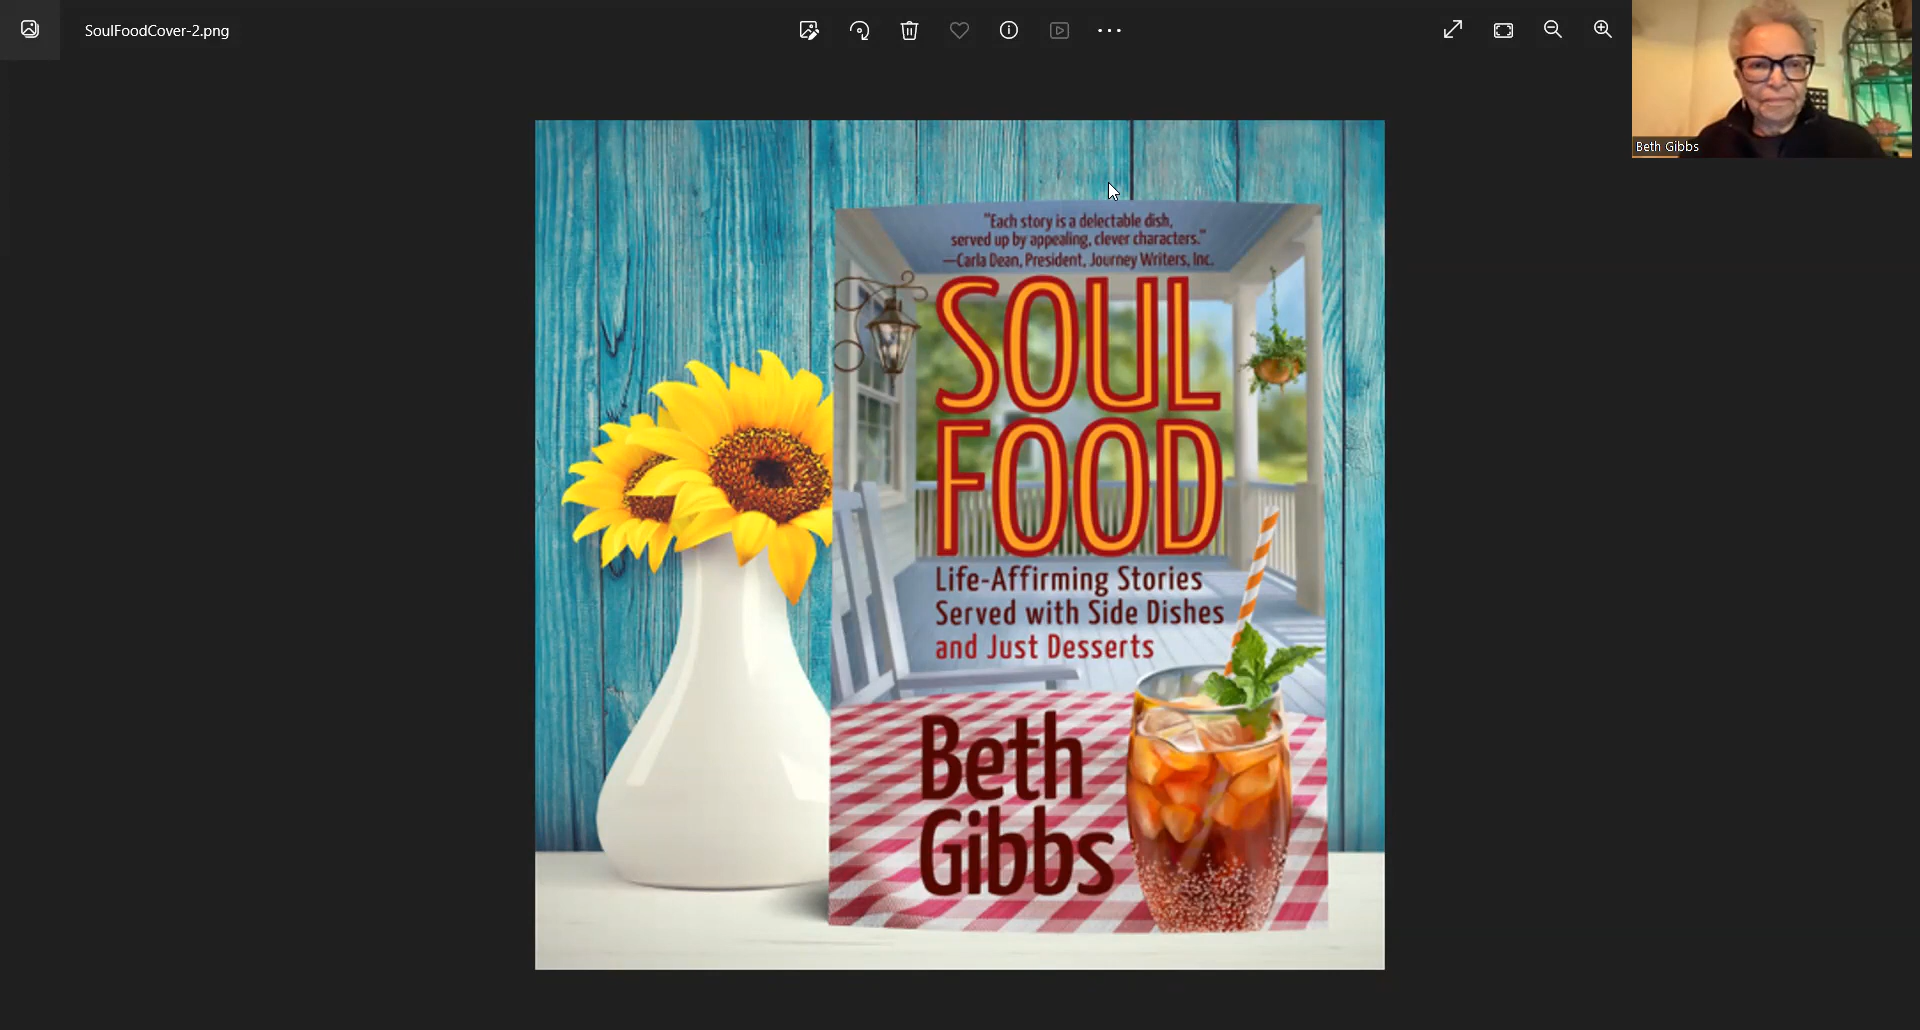 SoulFoodCover-2.png
Beth Gibbs
"Each story is a delectable dish,
served up by appealing, clever characters."
—Carla Dean, President, Journey Writers, Inc.
SOUL
FOOD
Life-Affirming Stories
Served with Side Dishes
and Just Desserts
Beth
Gibbs